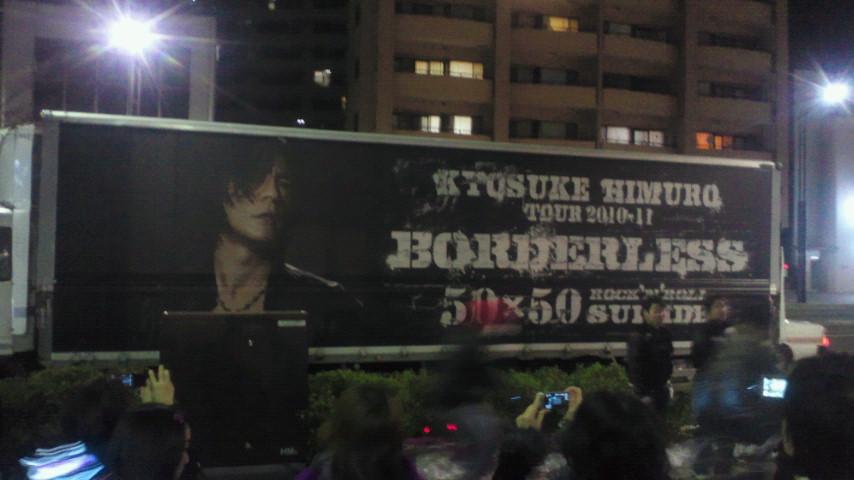 KYOSUKE HIMURO
TOUR 2010-11
BORDERLESS
50×50 ROCK'N'ROLL
SUICIDE